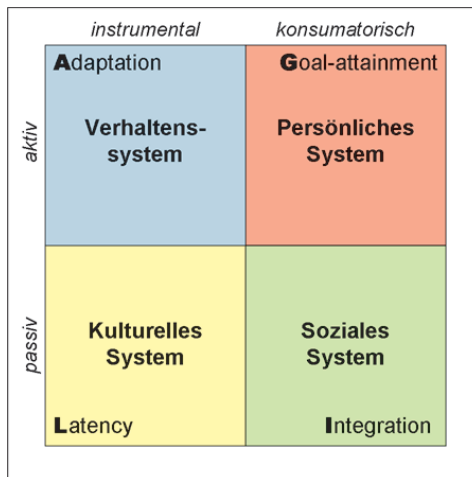 instrumental
konsumatorisch
aktiv
Adaptation
Verhaltens-
system
Goal-attainment
Persönliches
System
passiv
Kulturelles
System
Latency
Soziales
System
Integration